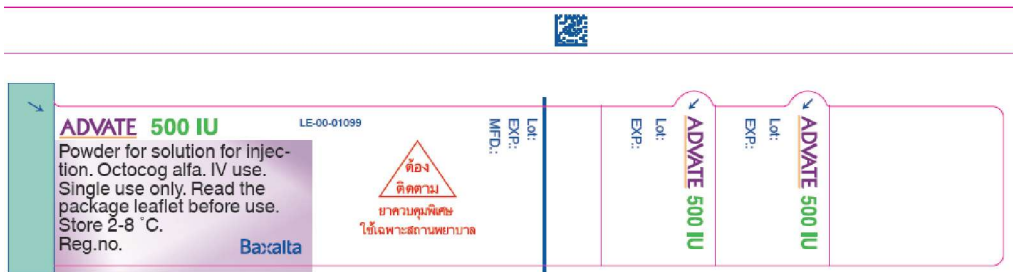 ADVATE 500 IU
LE-00-01099
Powder for solution for injec-
tion. Octocog alfa. IV use.
Single use only. Read the
package leaflet before use.
Store 2-8 °C.
Reg.no.
Baxalta
ต้อง
ติดตาม
ยาควบคุมพิเศษ
ใช้เฉพาะสถานพยาบาล
Lot:
EXP.:
MFD.:
Lot:
EXP.:
ADVATE 500 IU
Lot:
EXP.:
ADVATE 500 IU